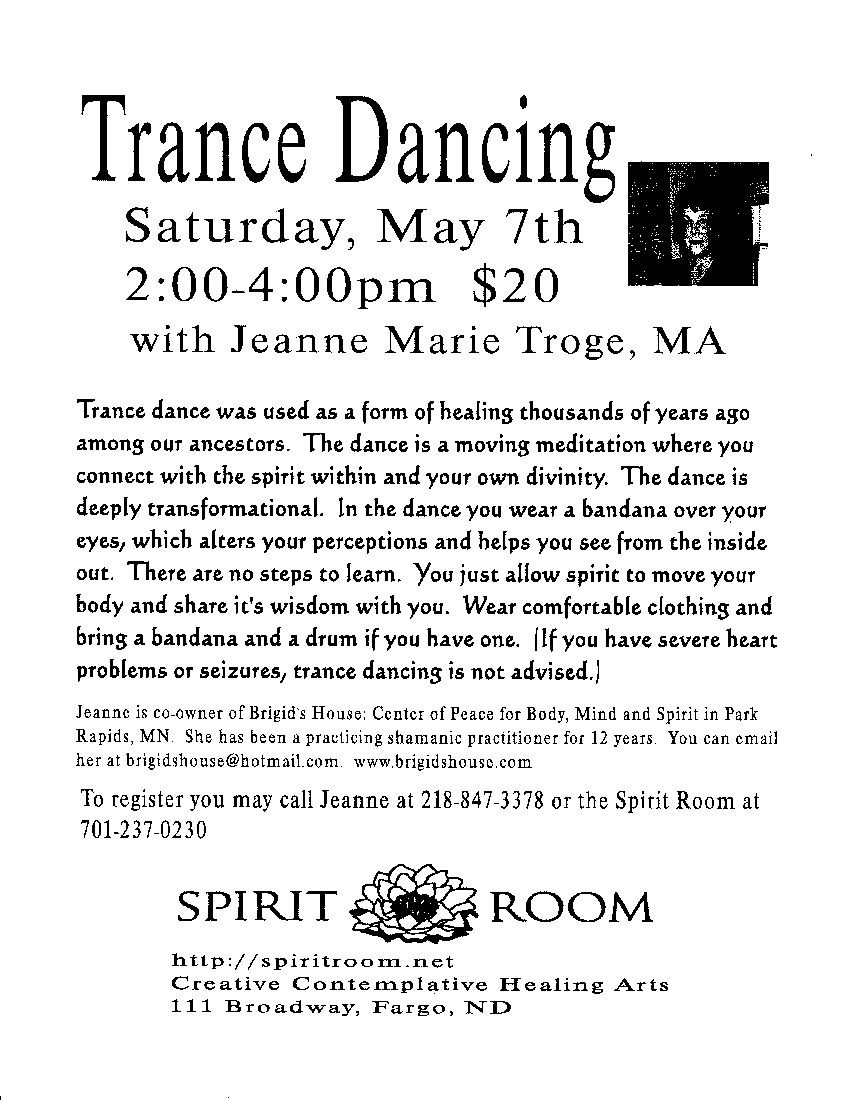 Trance Dancing
Saturday, May 7th
2:00-4:00pm $20
with Jeanne Marie Troge, MA
Trance dance was used as a form of healing thousands of years ago
among our ancestors. The dance is a moving meditation where you
connect with the spirit within and your own divinity. The dance is
deeply transformational. In the dance you wear a bandana over your
eyes, which alters your perceptions and helps you see from the inside
out. There are no steps to learn. You just allow spirit to move your
body and share it's wisdom with you. Wear comfortable clothing and
bring a bandana and a drum if you have one. (If you have severe heart
problems or seizures, trance dancing is not advised.)
Jeanne is co-owner of Brigid's House: Center of Peace for Body, Mind and Spirit in Park
Rapids, MN. She has been a practicing shamanic practitioner for 12 years. You can email
her at brigidshouse@hotmail.com. www.brigidshouse.com
To register you may call Jeanne at 218-847-3378 or the Spirit Room at
701-237-0230
SPIRIT ROOM
http://spiritroom.net
Creative Contemplative Healing Arts
111 Broadway, Fargo, ND